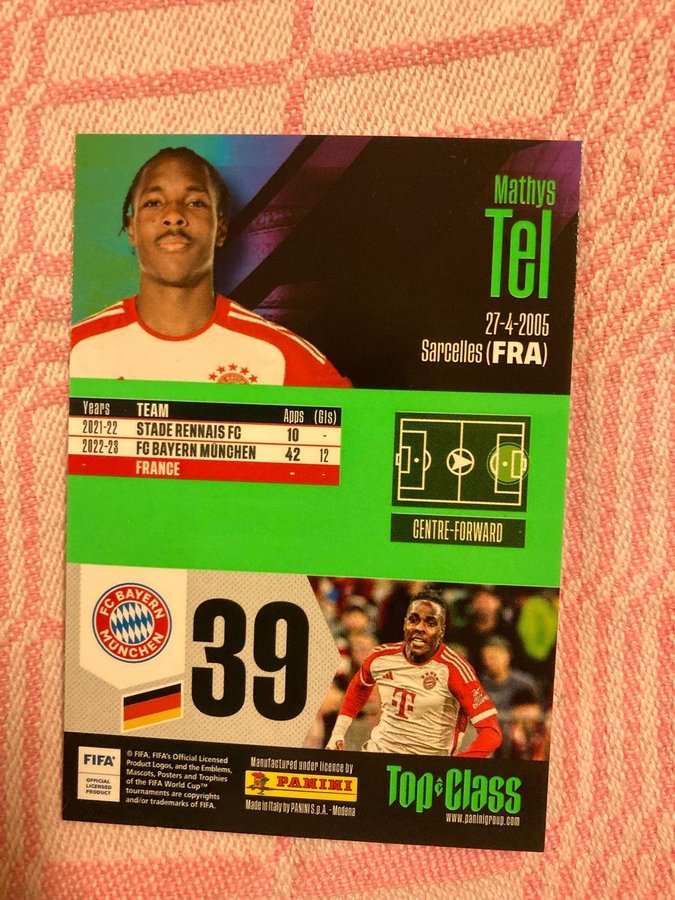 Mathys
Tel
27-4-2005
Sarcelles (FRA)
Years TEAM Apps (Gls)
2021-22 STADE RENNAIS FC 10 -
2022-23 FC BAYERN MÜNCHEN 42 12
- FRANCE - -
CENTRE-FORWARD
FC BAYERN
MÜNCHEN
39
T
FIFA®
OFFICIAL
LICENSED
PRODUCT
© FIFA, FIFA's Official Licensed
Product Logos, and the Emblems,
Mascots, Posters and Trophies
of the FIFA World Cup™
tournaments are copyrights
and/or trademarks of FIFA.
Manufactured under licence by
PANINI
Made in Italy by PANINI S.p.A. - Modena
Top Class
www.paninigroup.com